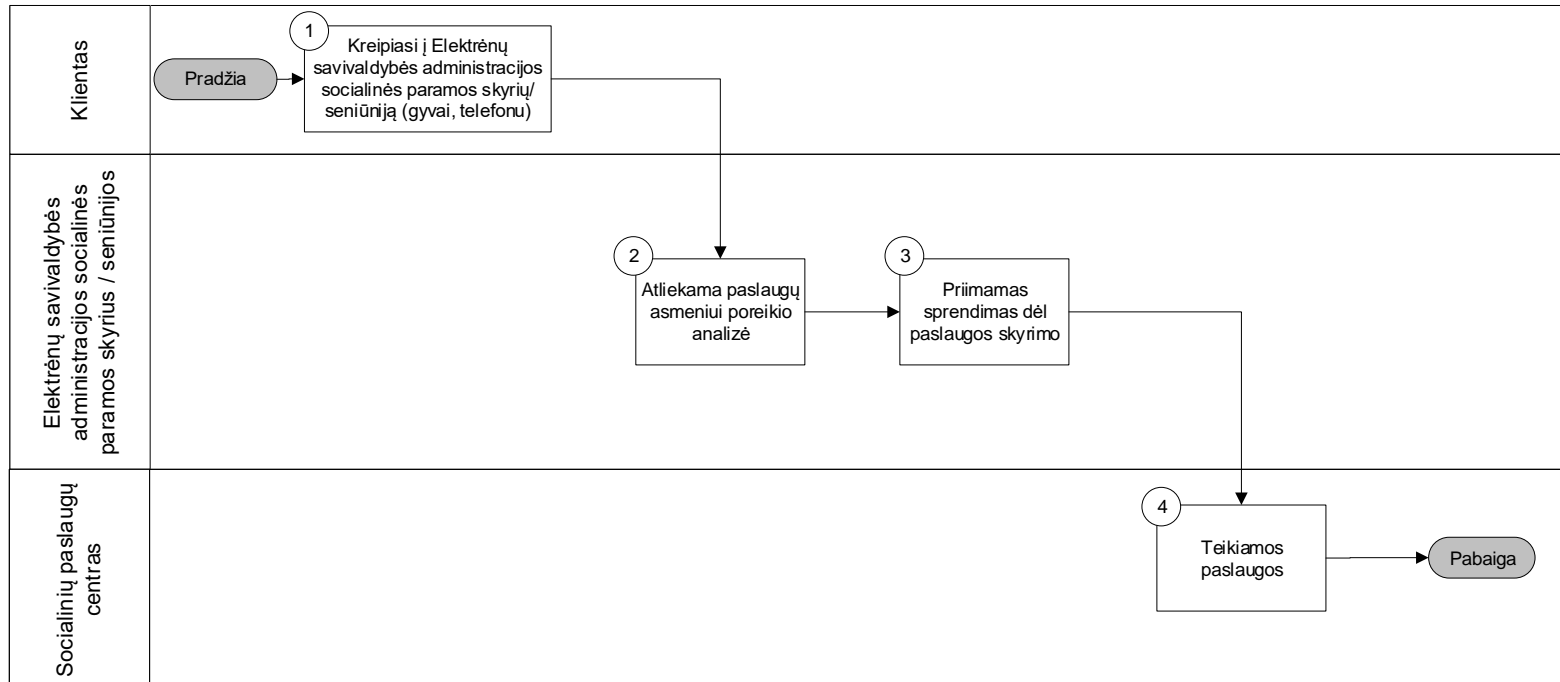 Klientas
Pradžia
1
Kreipiasi į Elektrėnų
savivaldybės administracijos
socialinės paramos skyrių/
seniūniją (gyvai, telefonu)
Elektrėnų savivaldybės
administracijos socialinės
paramos skyrius / seniūnijos
2
Atliekama paslaugų
asmeniui poreikio
analizė
3
Priimamas
sprendimas dėl
paslaugos skyrimo
Socialinių paslaugų
centras
4
Teikiamos
paslaugos
Pabaiga